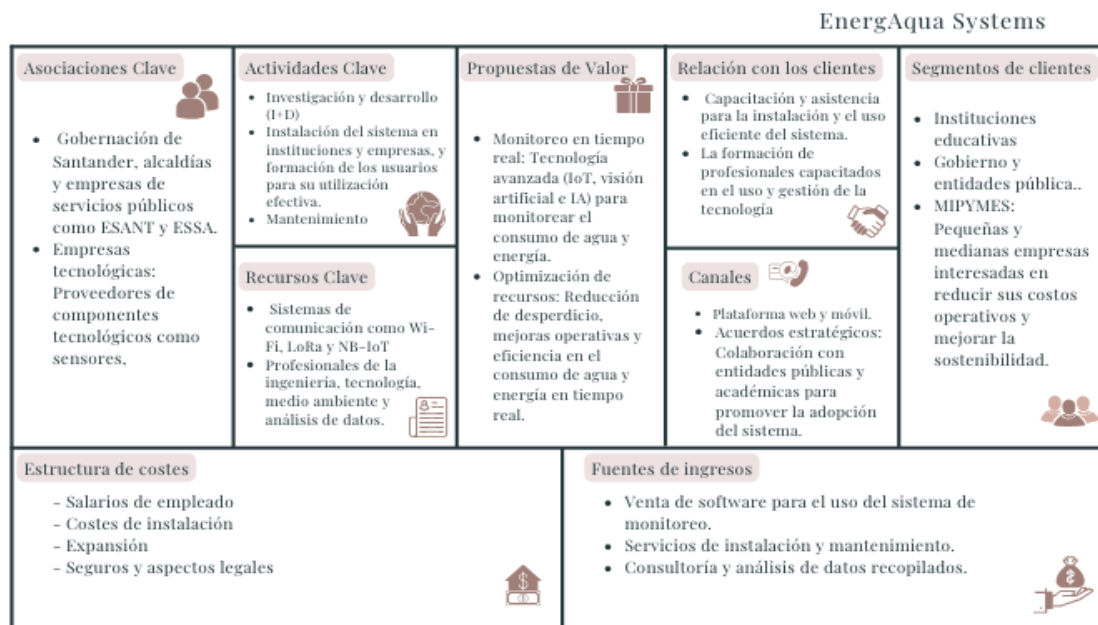 EnergAqua Systems
Asociaciones Clave
• Gobernación de
Santander, alcaldías
y empresas de
servicios públicos
como ESANT y ESSA.
• Empresas
tecnológicas:
Proveedores de
componentes
tecnológicos como
sensores,
Actividades Clave
• Investigación y desarrollo
(I+D)
• Instalación del sistema en
instituciones y empresas, y
formación de los usuarios
para su utilización
efectiva.
• Mantenimiento
Recursos Clave
• Sistemas de
comunicación como Wi-
Fi, LoRa y NB-IoT
• Profesionales de la
ingeniería, tecnología,
medio ambiente y
análisis de datos.
Propuestas de Valor
• Monitoreo en tiempo
real: Tecnología
avanzada (IoT, visión
artificial e IA) para
monitorear el
consumo de agua y
energía.
• Optimización de
recursos: Reducción
de desperdicio,
mejoras operativas y
eficiencia en el
consumo de agua y
energía en tiempo
real.
Relación con los clientes
• Capacitación y asistencia
para la instalación y el uso
eficiente del sistema.
• La formación de
profesionales capacitados
en el uso y gestión de la
tecnología
Canales
• Plataforma web y móvil.
• Acuerdos estratégicos:
Colaboración con
entidades públicas y
académicas para
promover la adopción
del sistema.
Segmentos de clientes
• Instituciones
educativas
• Gobierno y
entidades pública..
• MIPYMES:
Pequeñas y
medianas empresas
interesadas en
reducir sus costos
operativos y
mejorar la
sostenibilidad.
Estructura de costes
- Salarios de empleado
- Costes de instalación
- Expansión
- Seguros y aspectos legales
Fuentes de ingresos
• Venta de software para el uso del sistema de
monitoreo.
• Servicios de instalación y mantenimiento.
• Consultoría y análisis de datos recopilados.